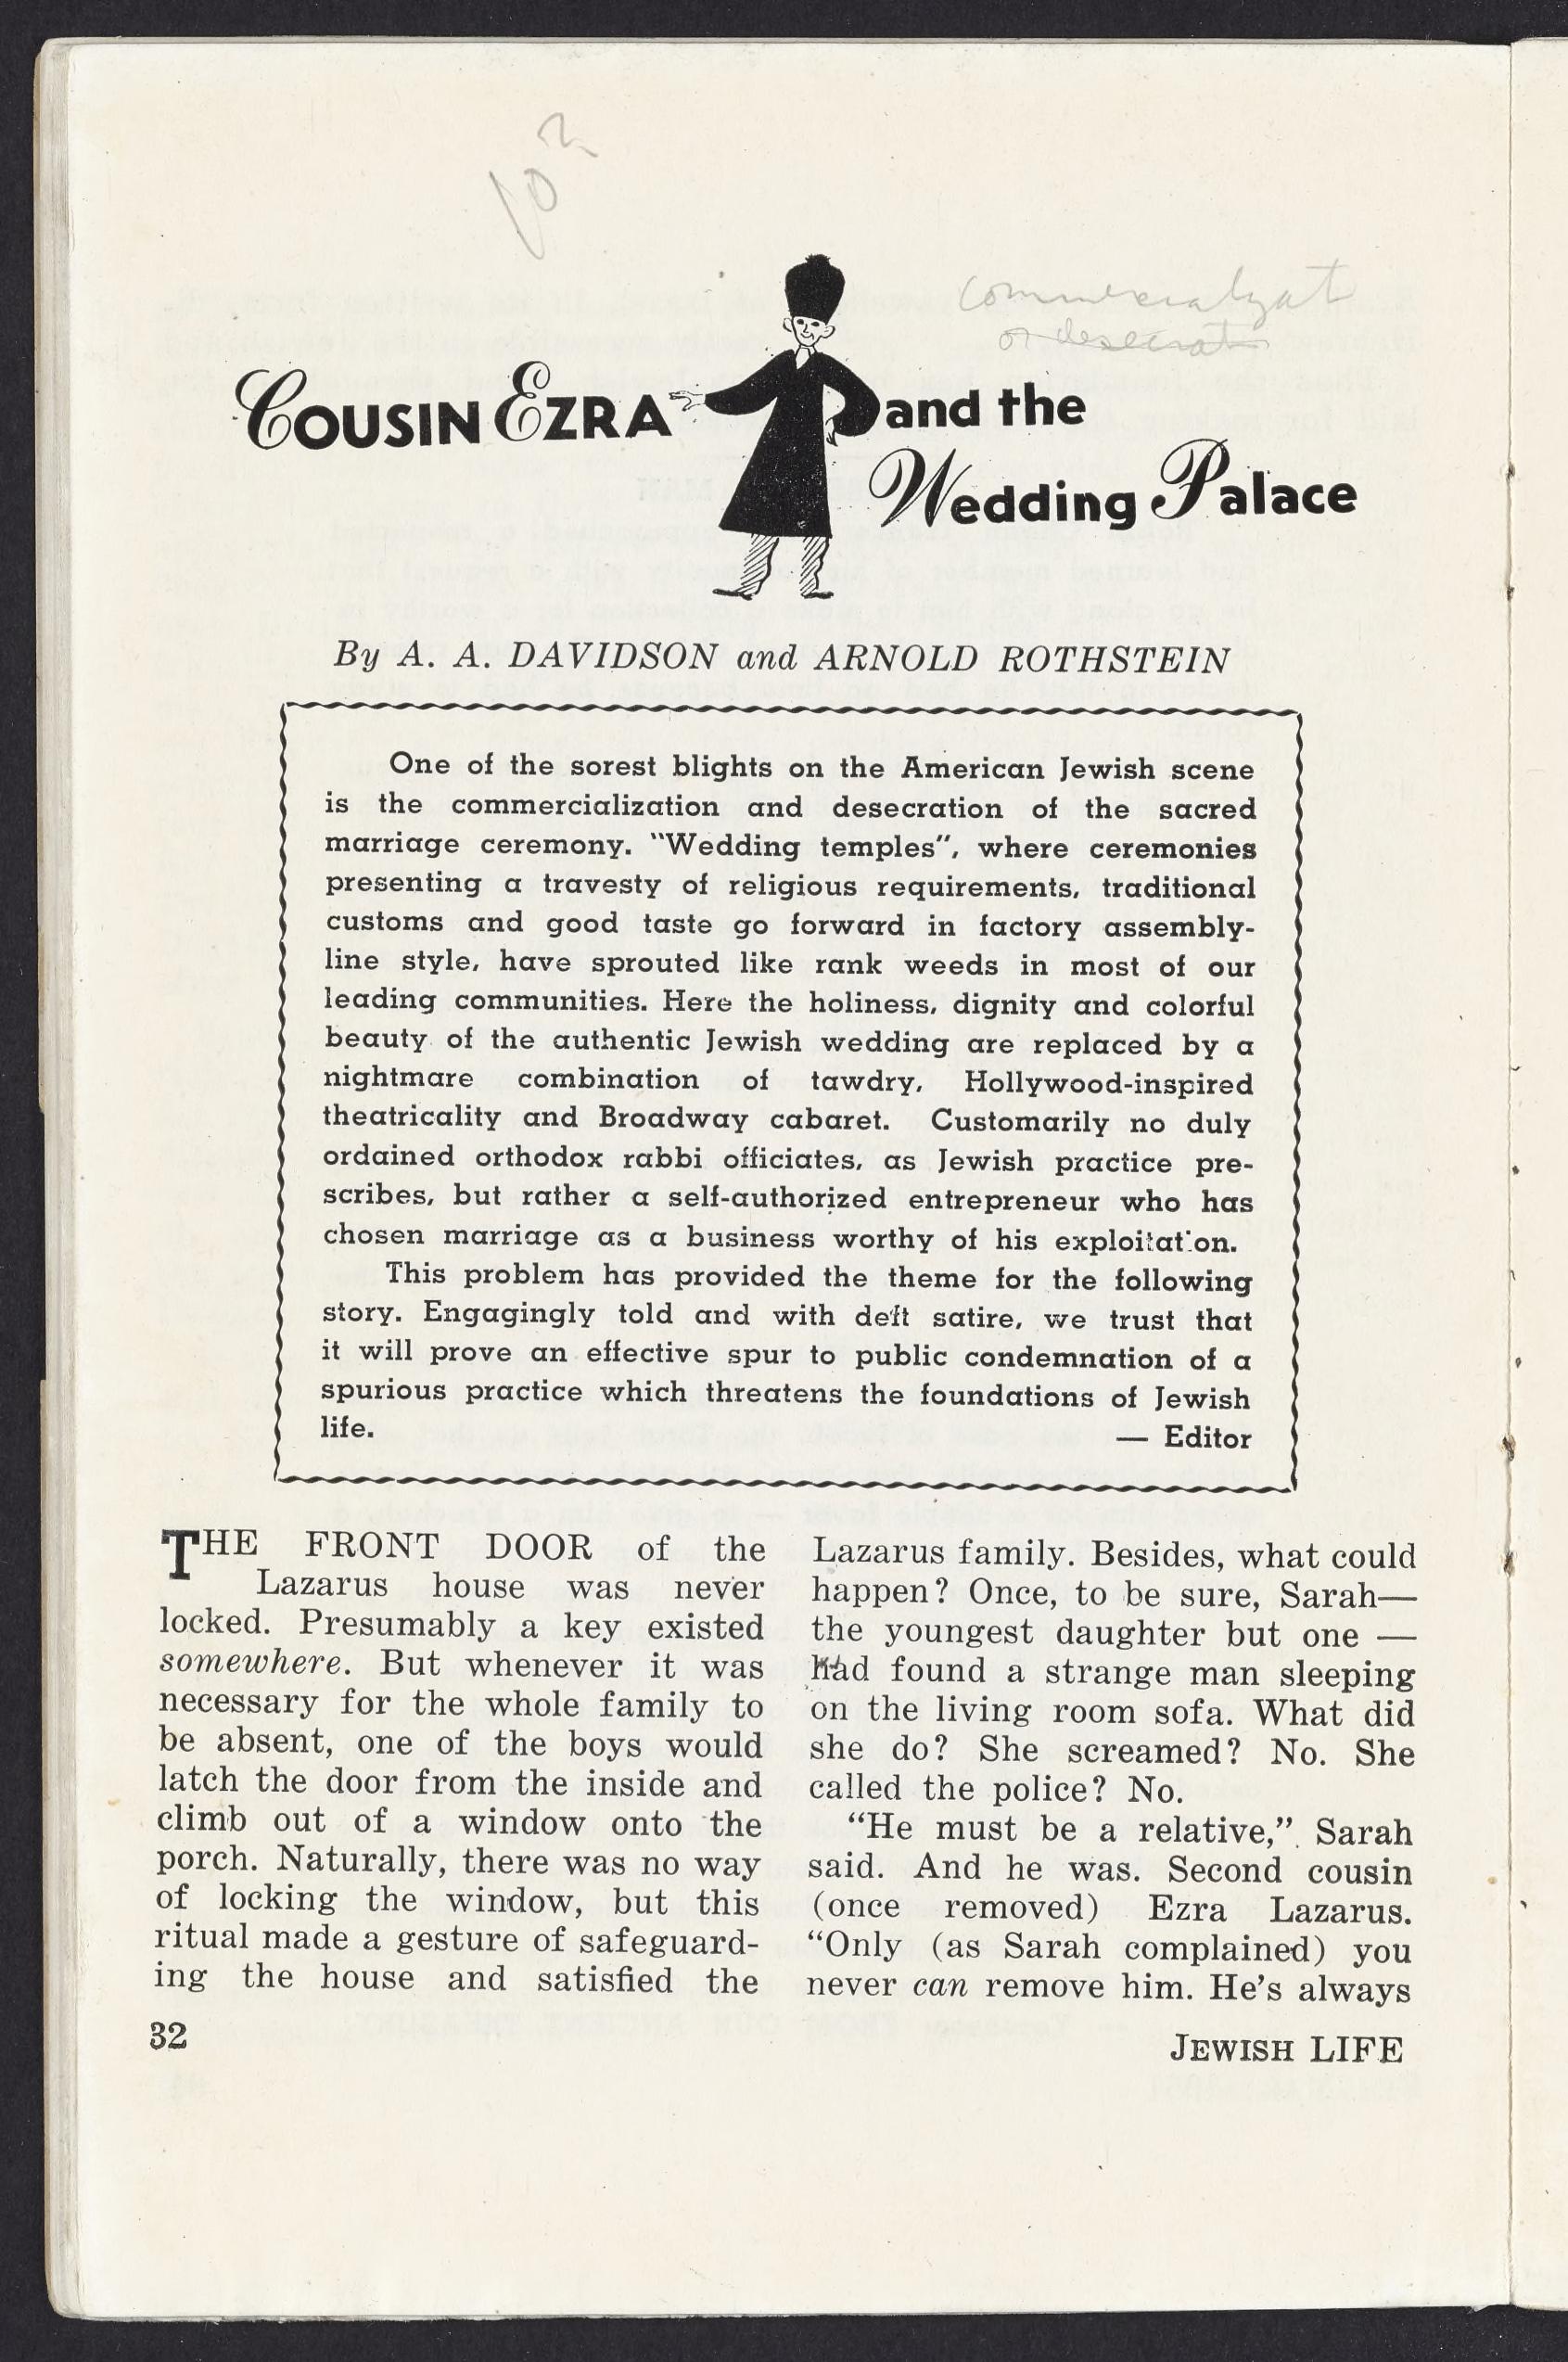 commercialyzat
or desecrat
COUSIN EZRA and the
Wedding Palace
By A. A. DAVIDSON and ARNOLD ROTHSTEIN
One of the sorest blights on the American Jewish scene
is the commercialization and desecration of the sacred
marriage ceremony. "Wedding temples", where ceremonies
presenting a travesty of religious requirements, traditional
customs and good taste go forward in factory assembly-
line style, have sprouted like rank weeds in most of our
leading communities. Here the holiness, dignity and colorful
beauty of the authentic Jewish wedding are replaced by a
nightmare combination of tawdry, Hollywood-inspired
theatricality and Broadway cabaret. Customarily no duly
ordained orthodox rabbi officiates, as Jewish practice pre-
scribes, but rather a self-authorized entrepreneur who has
chosen marriage as a business worthy of his exploitation.
This problem has provided the theme for the following
story. Engagingly told and with deft satire, we trust that
it will prove an effective spur to public condemnation of a
spurious practice which threatens the foundations of Jewish
life.
— Editor
THE FRONT DOOR of the
Lazarus house was never
locked. Presumably a key existed
somewhere. But whenever it was
necessary for the whole family to
be absent, one of the boys would
latch the door from the inside and
climb out of a window onto the
porch. Naturally, there was no way
of locking the window, but this
ritual made a gesture of safeguard-
ing the house and satisfied the
Lazarus family. Besides, what could
happen? Once, to be sure, Sarah—
the youngest daughter but one —
had found a strange man sleeping
on the living room sofa. What did
she do? She screamed? No. She
called the police? No.
"He must be a relative," Sarah
said. And he was. Second cousin
(once removed) Ezra Lazarus.
"Only (as Sarah complained) you
never can remove him. He's always
32
JEWISH LIFE